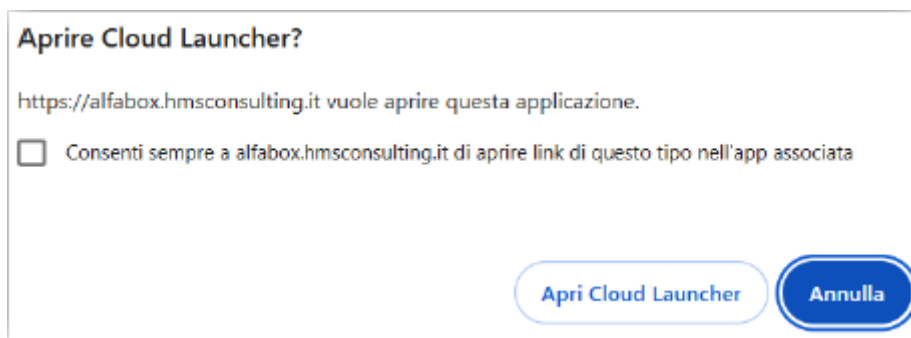 Aprire Cloud Launcher?
https://alfabox.hmsconsulting.it vuole aprire questa applicazione.
Consenti sempre a alfabox.hmsconsulting.it di aprire link di questo tipo nell'app associata
Apri Cloud Launcher
Annulla